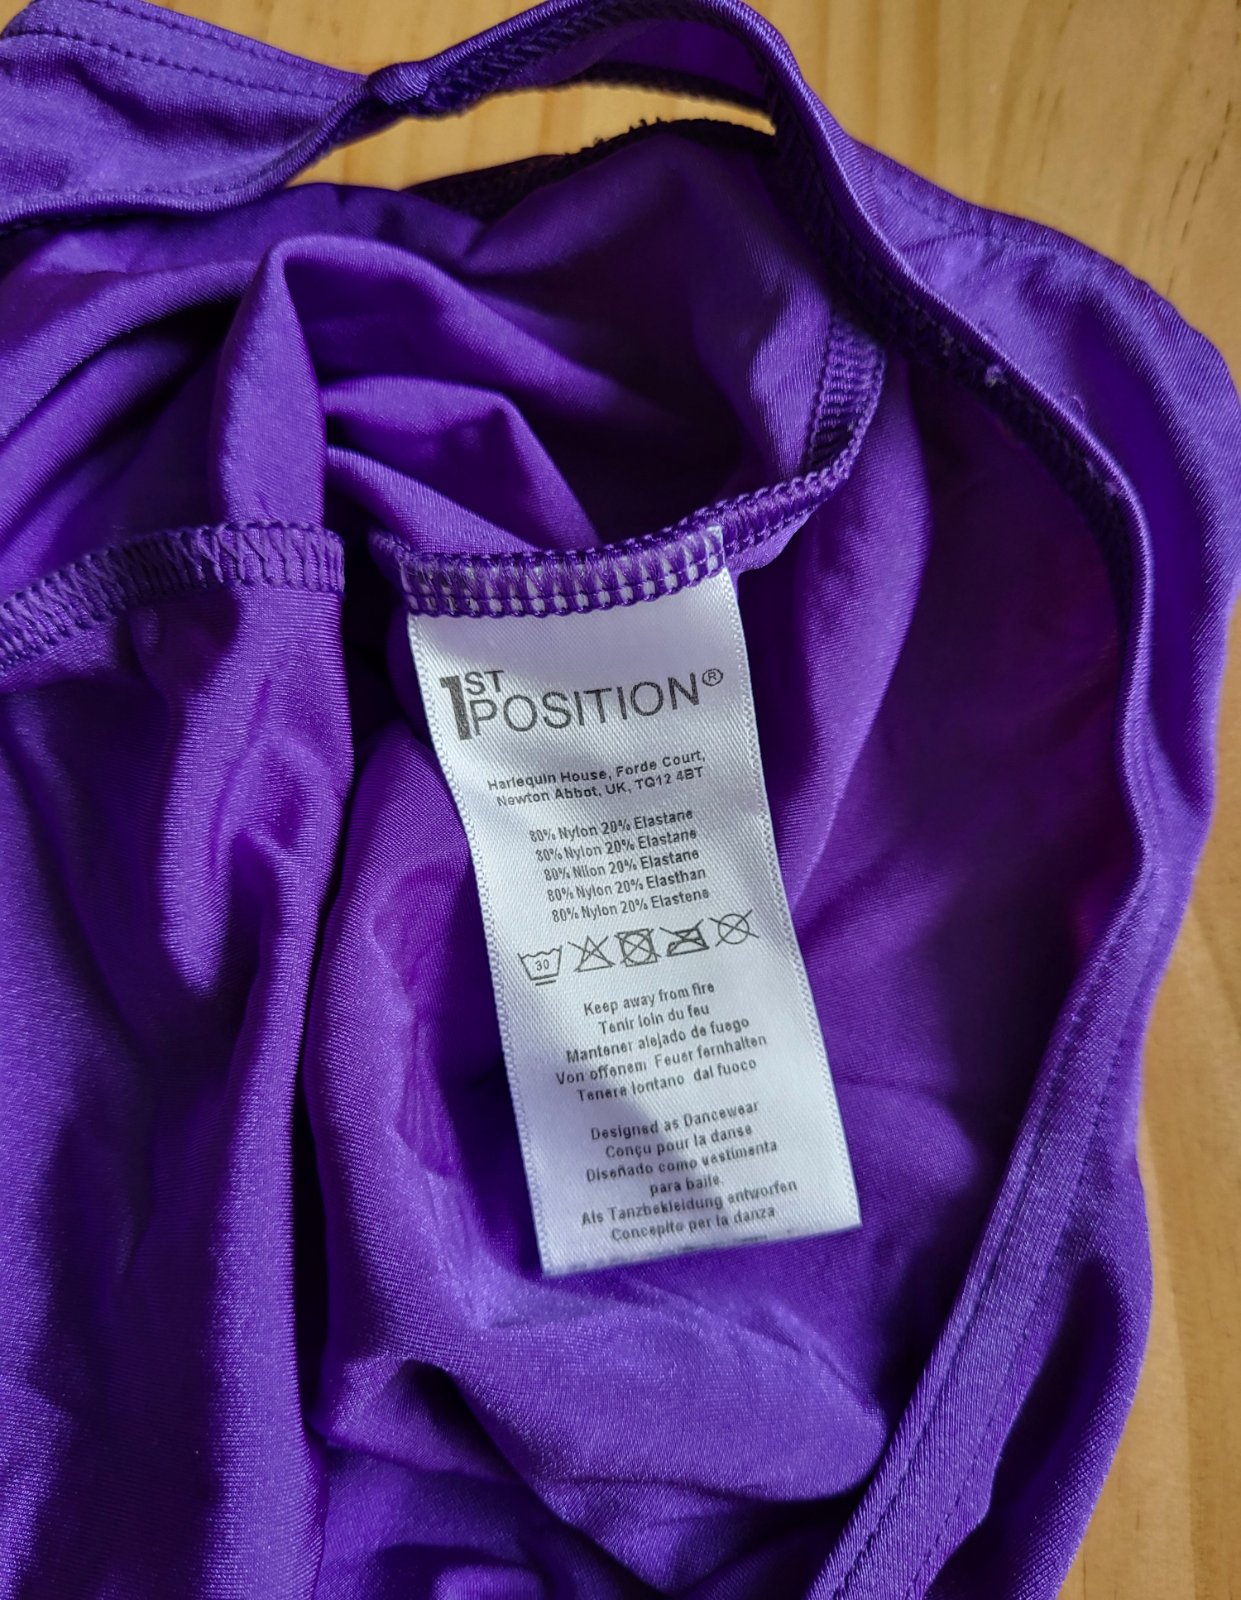 1ST POSITION®
Harlequin House, Forde Court,
Newton Abbot, UK, TQ12 4BT
80% Nylon 20% Elastane
80% Nylon 20% Elastane
80% Nilon 20% Elastane
80% Nylon 20% Elasthan
80% Nylon 20% Elastene
30
Keep away from fire
Tenir loin du feu
Mantener alejado de fuego
Von offenem Feuer fernhalten
Tenere lontano dal fuoco
Designed as Dancewear
Conçu pour la danse
Diseñado como vestimenta
para baile.
Als Tanzbekleidung entworfen
Concepito per la danza